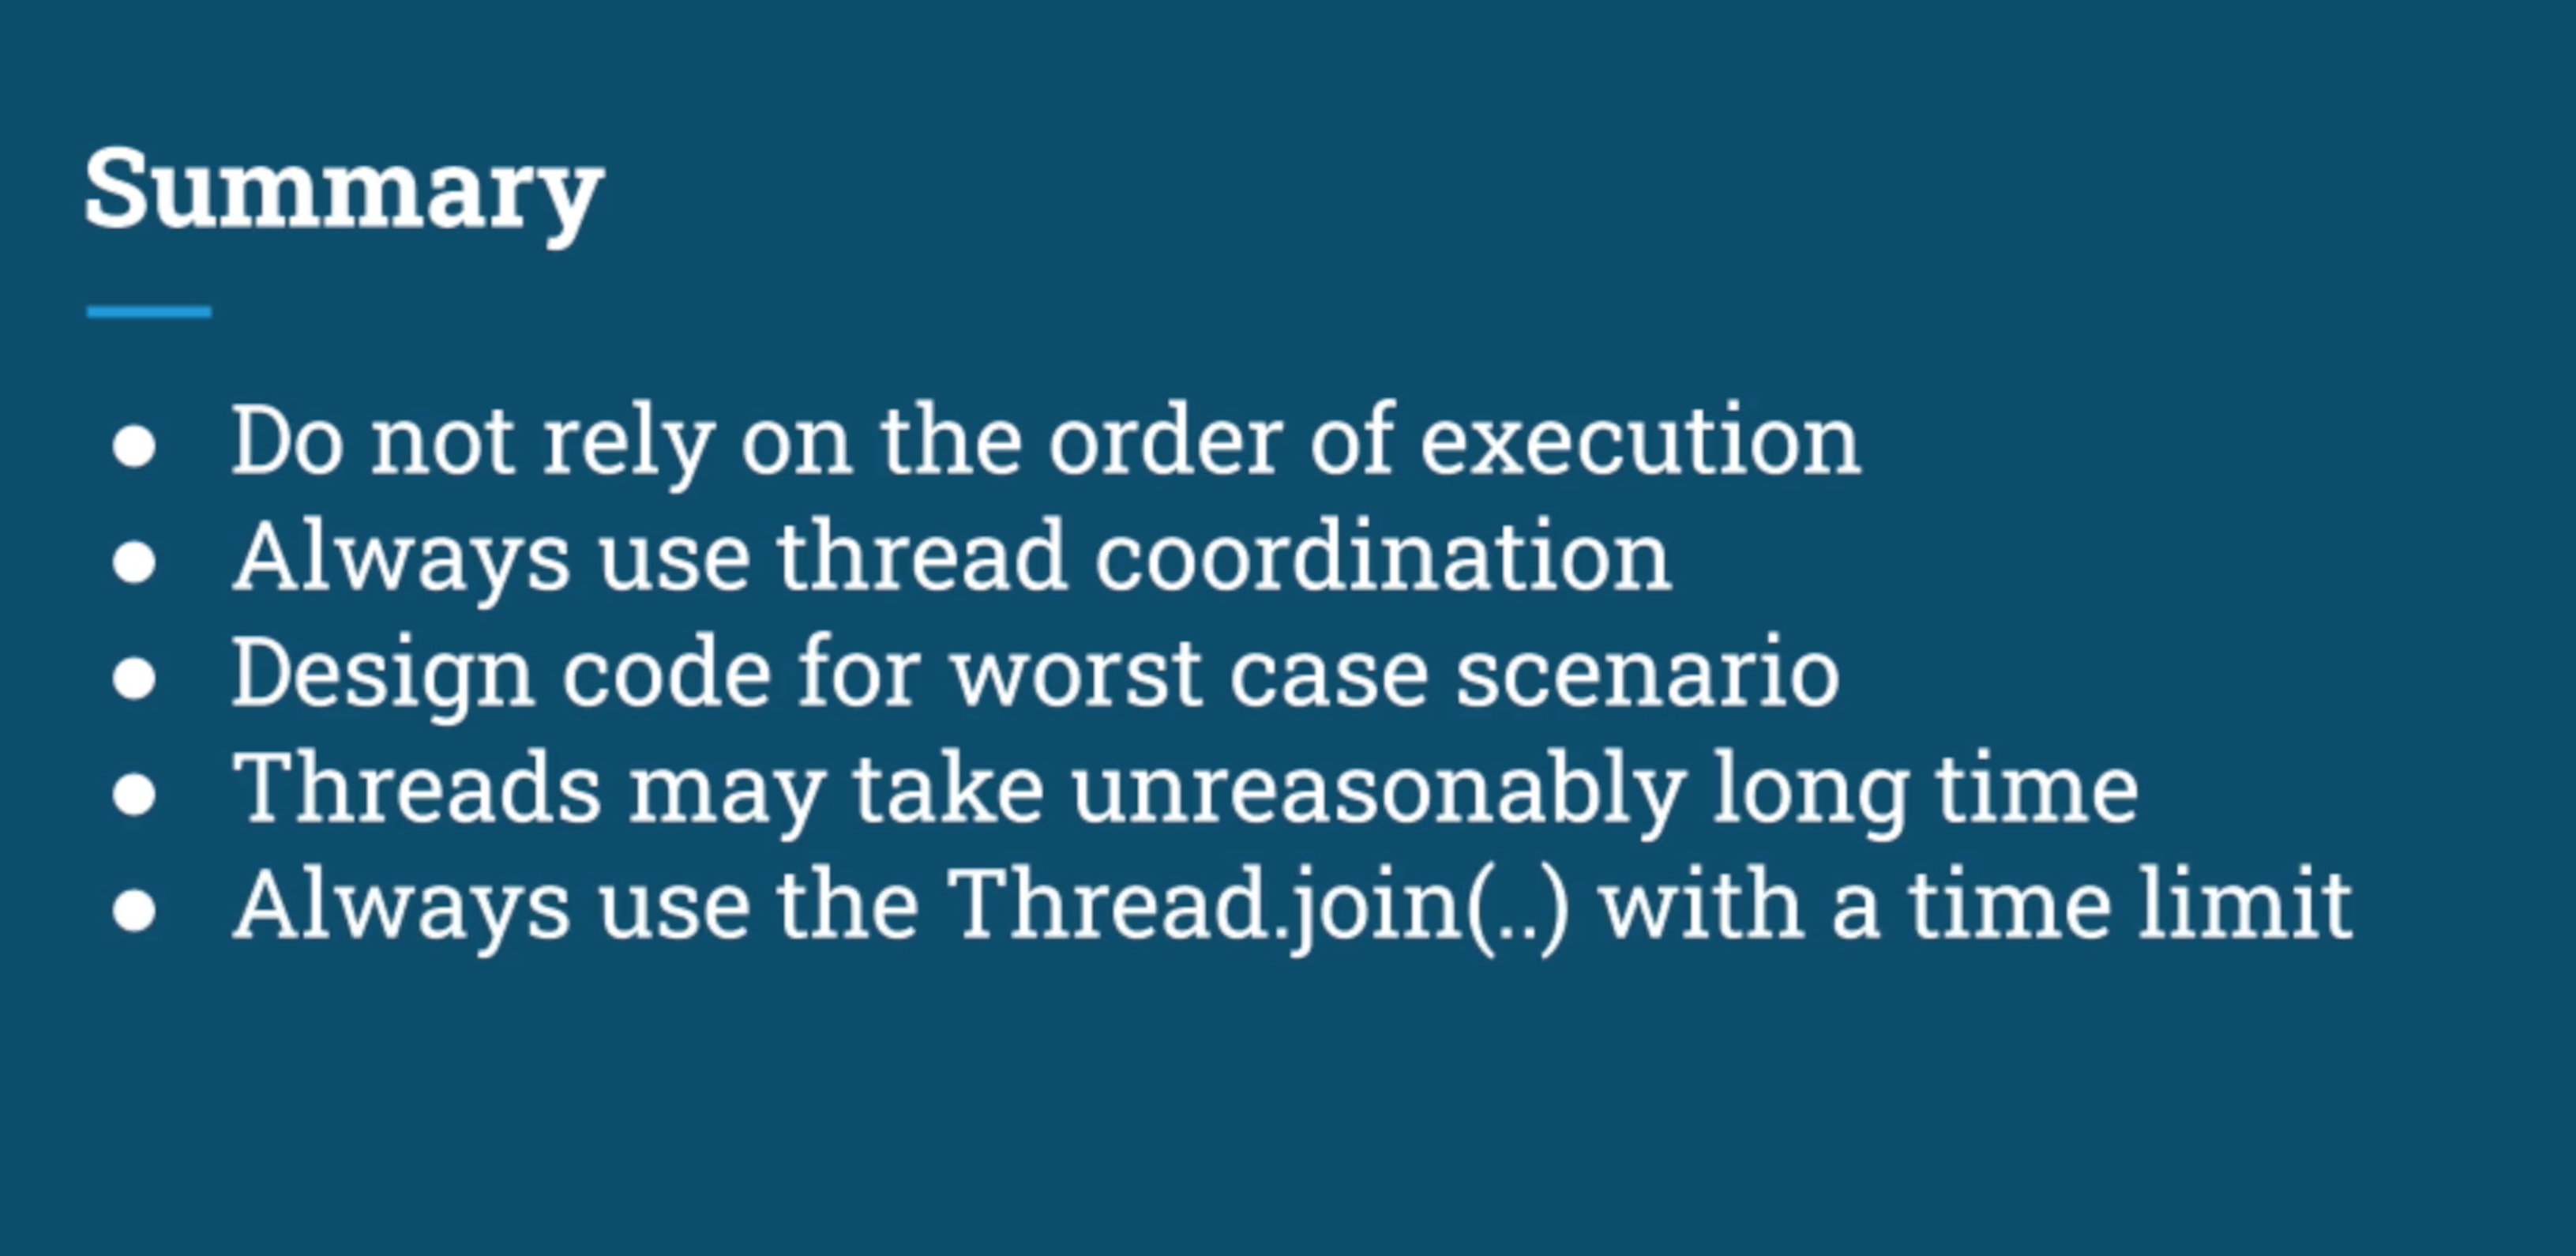 Summary
● Do not rely on the order of execution
● Always use thread coordination
● Design code for worst case scenario
● Threads may take unreasonably long time
● Always use the Thread.join(..) with a time limit